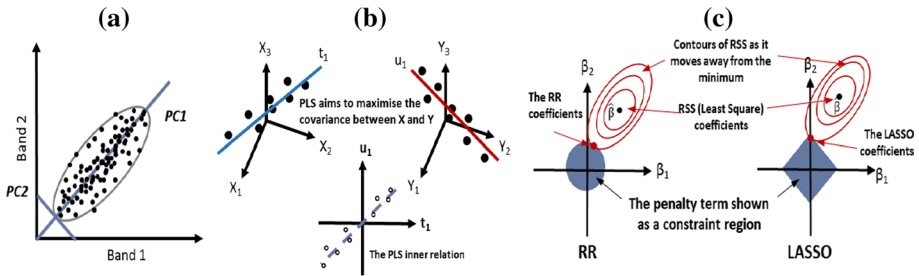 (a)
Band 2
PC1
PC2
Band 1
(b)
X3
t1
X2
X1
PLS aims to maximise the
covariance between X and Y
Y3
u1
Y2
Y1
u1
t1
The PLS inner relation
(c)
Contours of RSS as it
moves away from the
minimum
β2
β2
The RR
coefficients
β̂
RSS (Least Square)
coefficients
β̂
The LASSO
coefficients
β1
β1
The penalty term shown
as a constraint region
RR
LASSO